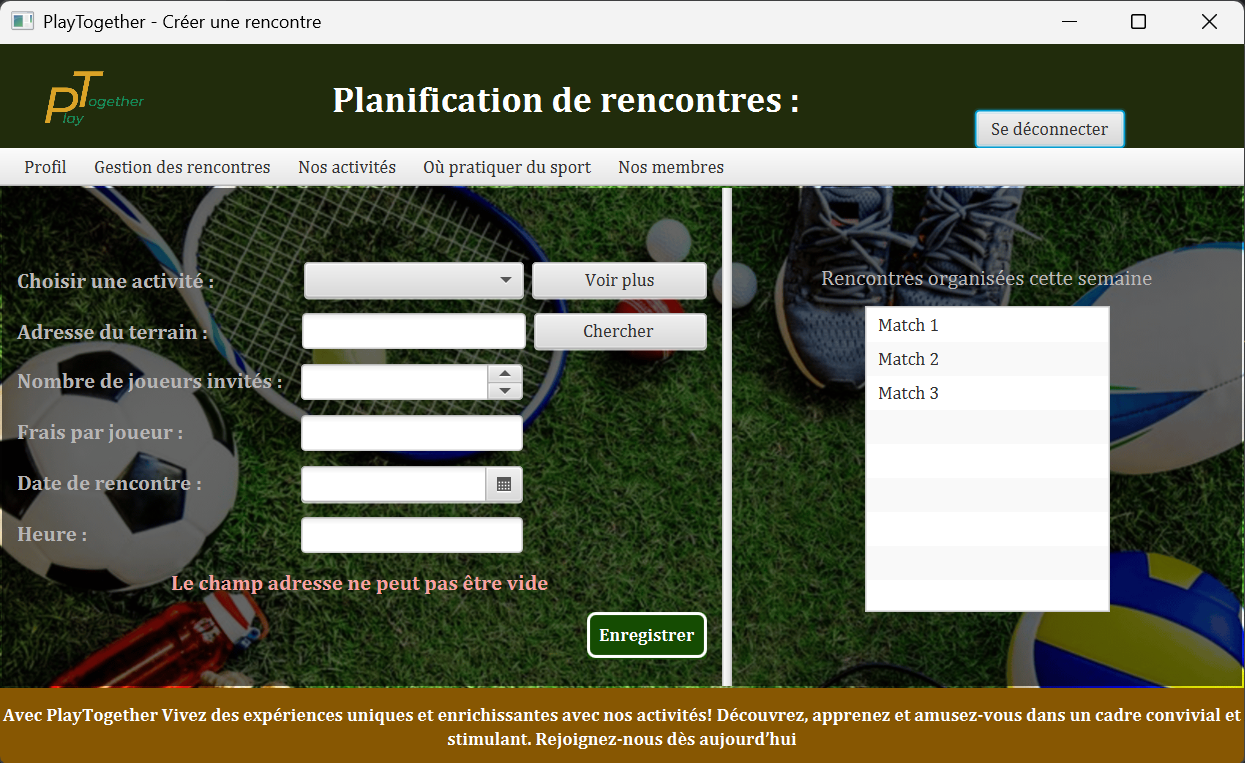 PlayTogether - Créer une rencontre
PlayTogether
Planification de rencontres :
Se déconnecter
Profil Gestion des rencontres Nos activités Où pratiquer du sport Nos membres
Choisir une activité :
Voir plus
Adresse du terrain :
Chercher
Nombre de joueurs invités :
Frais par joueur :
Date de rencontre :
Heure :
Le champ adresse ne peut pas être vide
Enregistrer
Rencontres organisées cette semaine
Match 1
Match 2
Match 3
Avec PlayTogether Vivez des expériences uniques et enrichissantes avec nos activités! Découvrez, apprenez et amusez-vous dans un cadre convivial et
stimulant. Rejoignez-nous dès aujourd’hui